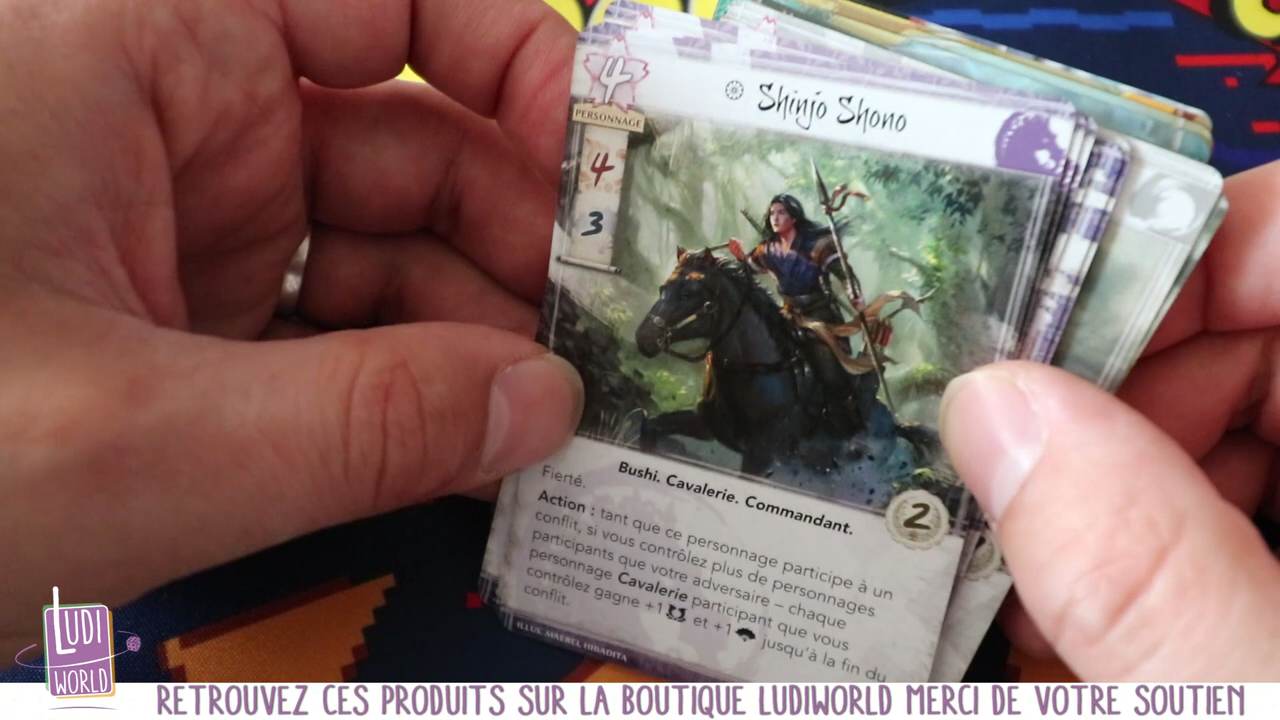 4
Shinjo Shono
PERSONNAGE
4
3
Bushi. Cavalerie. Commandant.
2
Fierté.
Action : tant que ce personnage participe à un
conflit, si vous contrôlez plus de personnages
participants que votre adversaire – chaque
personnage Cavalerie participant que vous
contrôlez gagne +1 et +1 jusqu'à la fin du
conflit.
ILLUS. MAEREL HIBADITA
LUDI
WORLD
RETROUVEZ CES PRODUITS SUR LA BOUTIQUE LUDIWORLD MERCI DE VOTRE SOUTIEN